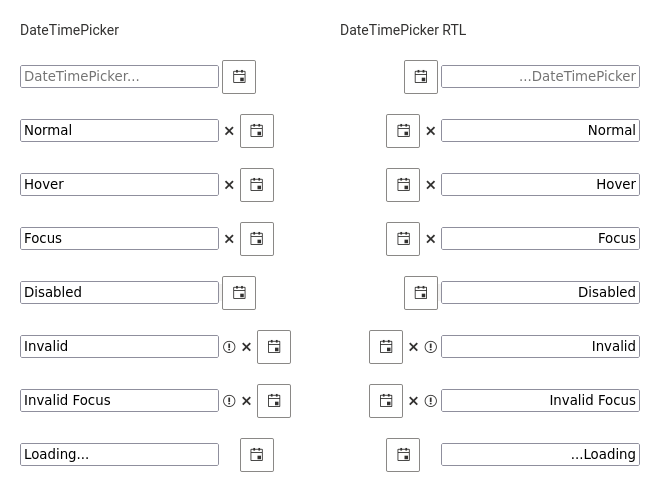 DateTimePicker
DateTimePicker RTL
DateTimePicker...
...DateTimePicker
Normal
Normal
Hover
Hover
Focus
Focus
Disabled
Disabled
Invalid
Invalid
Invalid Focus
Invalid Focus
Loading...
...Loading